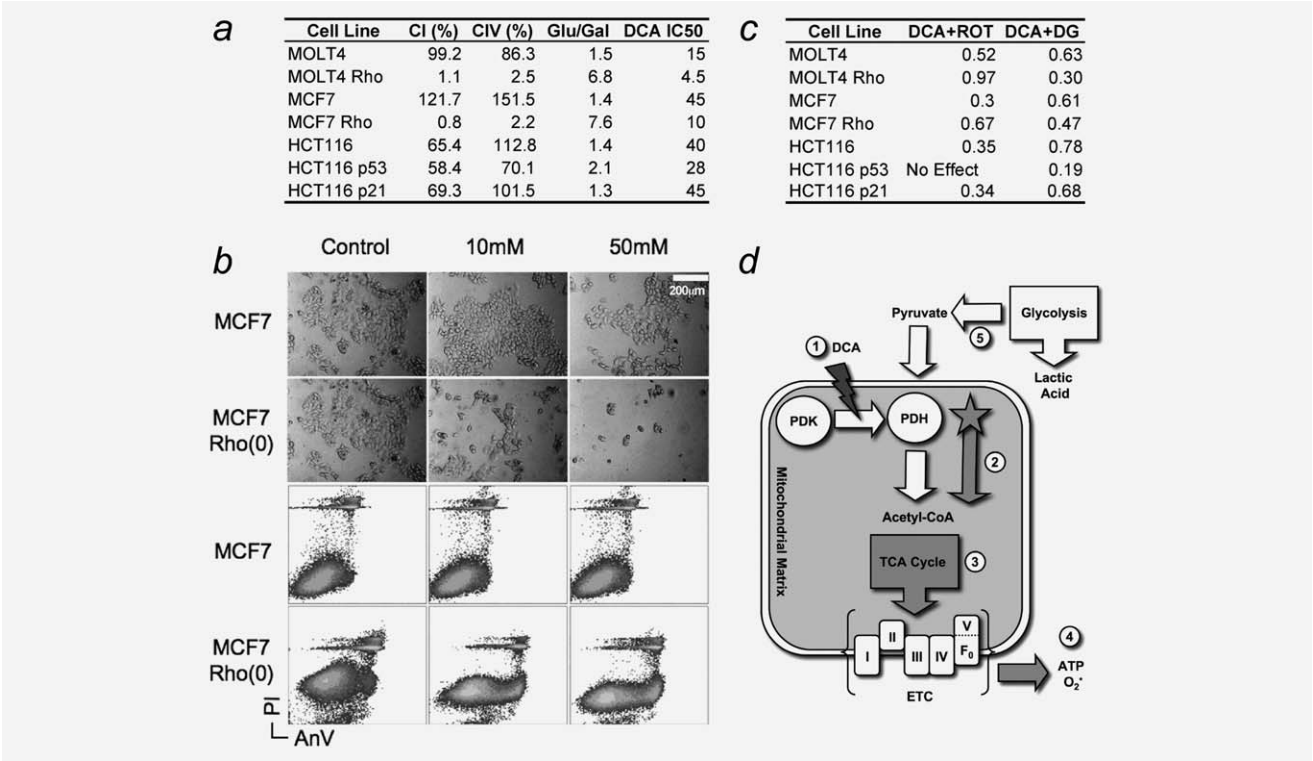 a
Cell Line CI (%) CIV (%) Glu/Gal DCA IC50
MOLT4 99.2 86.3 1.5 15
MOLT4 Rho 1.1 2.5 6.8 4.5
MCF7 121.7 151.5 1.4 45
MCF7 Rho 0.8 2.2 7.6 10
HCT116 65.4 112.8 1.4 40
HCT116 p53 58.4 70.1 2.1 28
HCT116 p21 69.3 101.5 1.3 45
c
Cell Line DCA+ROT DCA+DG
MOLT4 0.52 0.63
MOLT4 Rho 0.97 0.30
MCF7 0.3 0.61
MCF7 Rho 0.67 0.47
HCT116 0.35 0.78
HCT116 p53 No Effect 0.19
HCT116 p21 0.34 0.68
b
Control 10mM 50mM
200μm
MCF7
MCF7
Rho(0)
MCF7
MCF7
Rho(0)
PI
AnV
d
Pyruvate
Glycolysis
5
Lactic
Acid
1 DCA
PDK
PDH
2
Acetyl-CoA
Mitochondrial Matrix
TCA Cycle
3
I
II
III
IV
V
F₀
ETC
4
ATP
O₂•